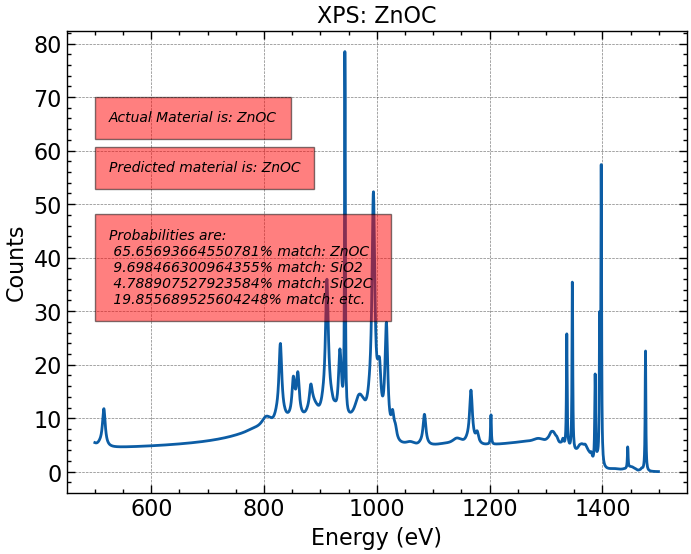 XPS: ZnOC
80
70
60
50
40
30
20
10
0
Counts
Actual Material is: ZnOC
Predicted material is: ZnOC
Probabilities are:
65.65693664550781% match: ZnOC
9.698466300964355% match: SiO2
4.788907527923584% match: SiO2C
19.855689525604248% match: etc.
600
800
1000
1200
1400
Energy (eV)